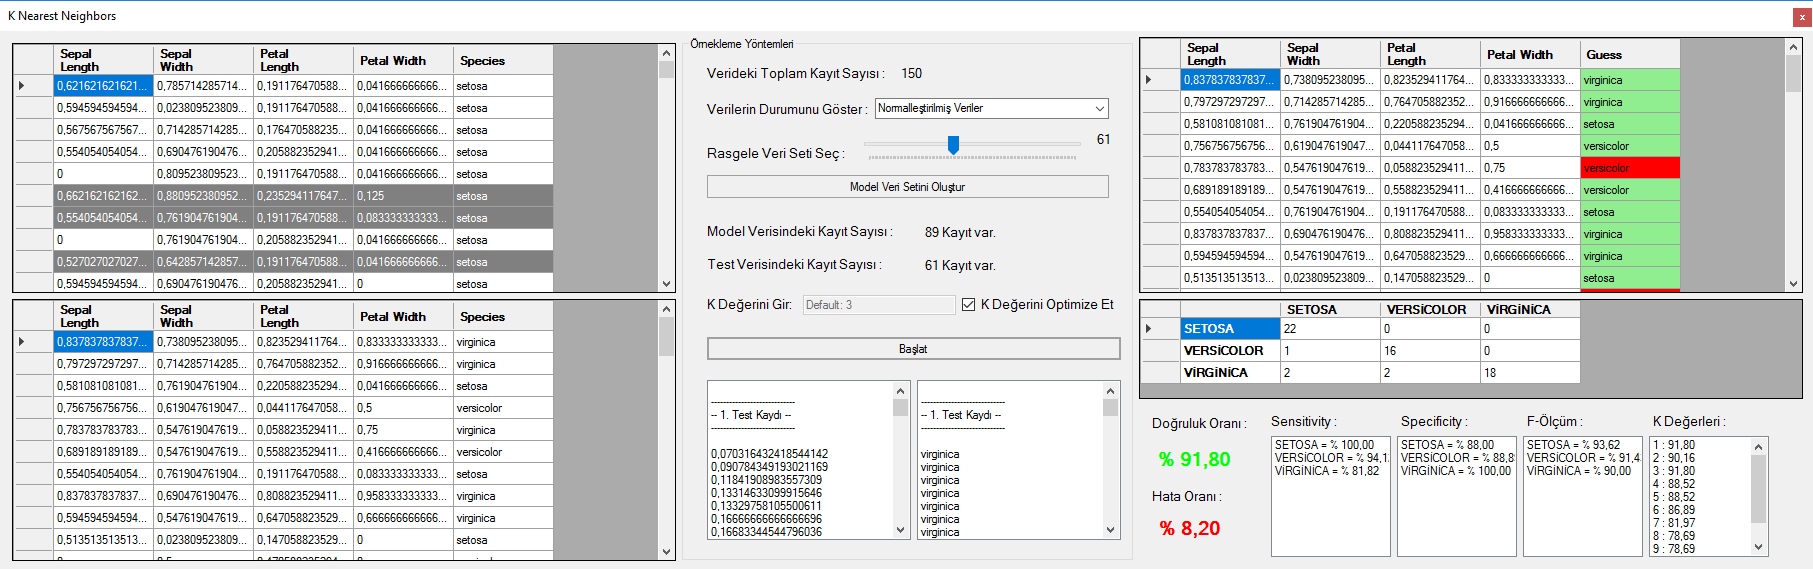 K Nearest Neighbors
x
Sepal Length Sepal Width Petal Length Petal Width Species
0,621621621621... 0,785714285714... 0,191176470588... 0,041666666666... setosa
0,594594594594... 0,023809523809... 0,191176470588... 0,041666666666... setosa
0,567567567567... 0,714285714285... 0,176470588235... 0,041666666666... setosa
0,554054054054... 0,690476190476... 0,205882352941... 0,041666666666... setosa
0 0,809523809523... 0,191176470588... 0,041666666666... setosa
0,662162162162... 0,880952380952... 0,235294117647... 0,125 setosa
0,554054054054... 0,761904761904... 0,191176470588... 0,083333333333... setosa
0 0,761904761904... 0,205882352941... 0,041666666666... setosa
0,527027027027... 0,642857142857... 0,191176470588... 0,041666666666... setosa
0,594594594594... 0,690476190476... 0,205882352941... 0 setosa
Sepal Length Sepal Width Petal Length Petal Width Species
0,837837837837... 0,738095238095... 0,823529411764... 0,833333333333... virginica
0,797297297297... 0,714285714285... 0,764705882352... 0,916666666666... virginica
0,581081081081... 0,761904761904... 0,220588235294... 0,041666666666... setosa
0,756756756756... 0,619047619047... 0,044117647058... 0,5 versicolor
0,783783783783... 0,547619047619... 0,058823529411... 0,75 virginica
0,689189189189... 0,547619047619... 0,558823529411... 0,416666666666... versicolor
0,554054054054... 0,761904761904... 0,191176470588... 0,083333333333... setosa
0,837837837837... 0,690476190476... 0,808823529411... 0,958333333333... virginica
0,594594594594... 0,547619047619... 0,647058823529... 0,666666666666... virginica
0,513513513513... 0,023809523809... 0,147058823529... 0 setosa
Örnekleme Yöntemleri
Verideki Toplam Kayıt Sayısı : 150
Verilerin Durumunu Göster : Normalleştirilmiş Veriler
Rasgele Veri Seti Seç : 61
Model Veri Setini Oluştur
Model Verisindeki Kayıt Sayısı : 89 Kayıt var.
Test Verisindeki Kayıt Sayısı : 61 Kayıt var.
K Değerini Gir: Default: 3 K Değerini Optimize Et
Başlat
---------------------------
-- 1. Test Kaydı --
---------------------------
0,070316432418544142
0,090784349193021169
0,11841908983557309
0,13314633099915646
0,13329758105500611
0,16666666666666696
0,16683344544796036
---------------------------
-- 1. Test Kaydı --
---------------------------
virginica
virginica
virginica
virginica
virginica
virginica
virginica
Sepal Length Sepal Width Petal Length Petal Width Guess
0,837837837837... 0,738095238095... 0,823529411764... 0,833333333333... virginica
0,797297297297... 0,714285714285... 0,764705882352... 0,916666666666... virginica
0,581081081081... 0,761904761904... 0,220588235294... 0,041666666666... setosa
0,756756756756... 0,619047619047... 0,044117647058... 0,5 versicolor
0,783783783783... 0,547619047619... 0,058823529411... 0,75 versicolor
0,689189189189... 0,547619047619... 0,558823529411... 0,416666666666... versicolor
0,554054054054... 0,761904761904... 0,191176470588... 0,083333333333... setosa
0,837837837837... 0,690476190476... 0,808823529411... 0,958333333333... virginica
0,594594594594... 0,547619047619... 0,647058823529... 0,666666666666... virginica
0,513513513513... 0,023809523809... 0,147058823529... 0 setosa
SETOSA VERSİCOLOR VİRGİNİCA
SETOSA 22 0 0
VERSİCOLOR 1 16 0
VİRGİNİCA 2 2 18
Doğruluk Oranı :
% 91,80
Hata Oranı :
% 8,20
Sensitivity :
SETOSA = % 100,00
VERSİCOLOR = % 94,1
VİRGİNİCA = % 81,82
Specificity :
SETOSA = % 88,00
VERSİCOLOR = % 88,8
VİRGİNİCA = % 100,00
F-Ölçüm :
SETOSA = % 93,62
VERSİCOLOR = % 91,4
VİRGİNİCA = % 90,00
K Değerleri :
1 : 91,80
2 : 90,16
3 : 91,80
4 : 88,52
5 : 88,52
6 : 86,89
7 : 81,97
8 : 78,69
9 : 78,69